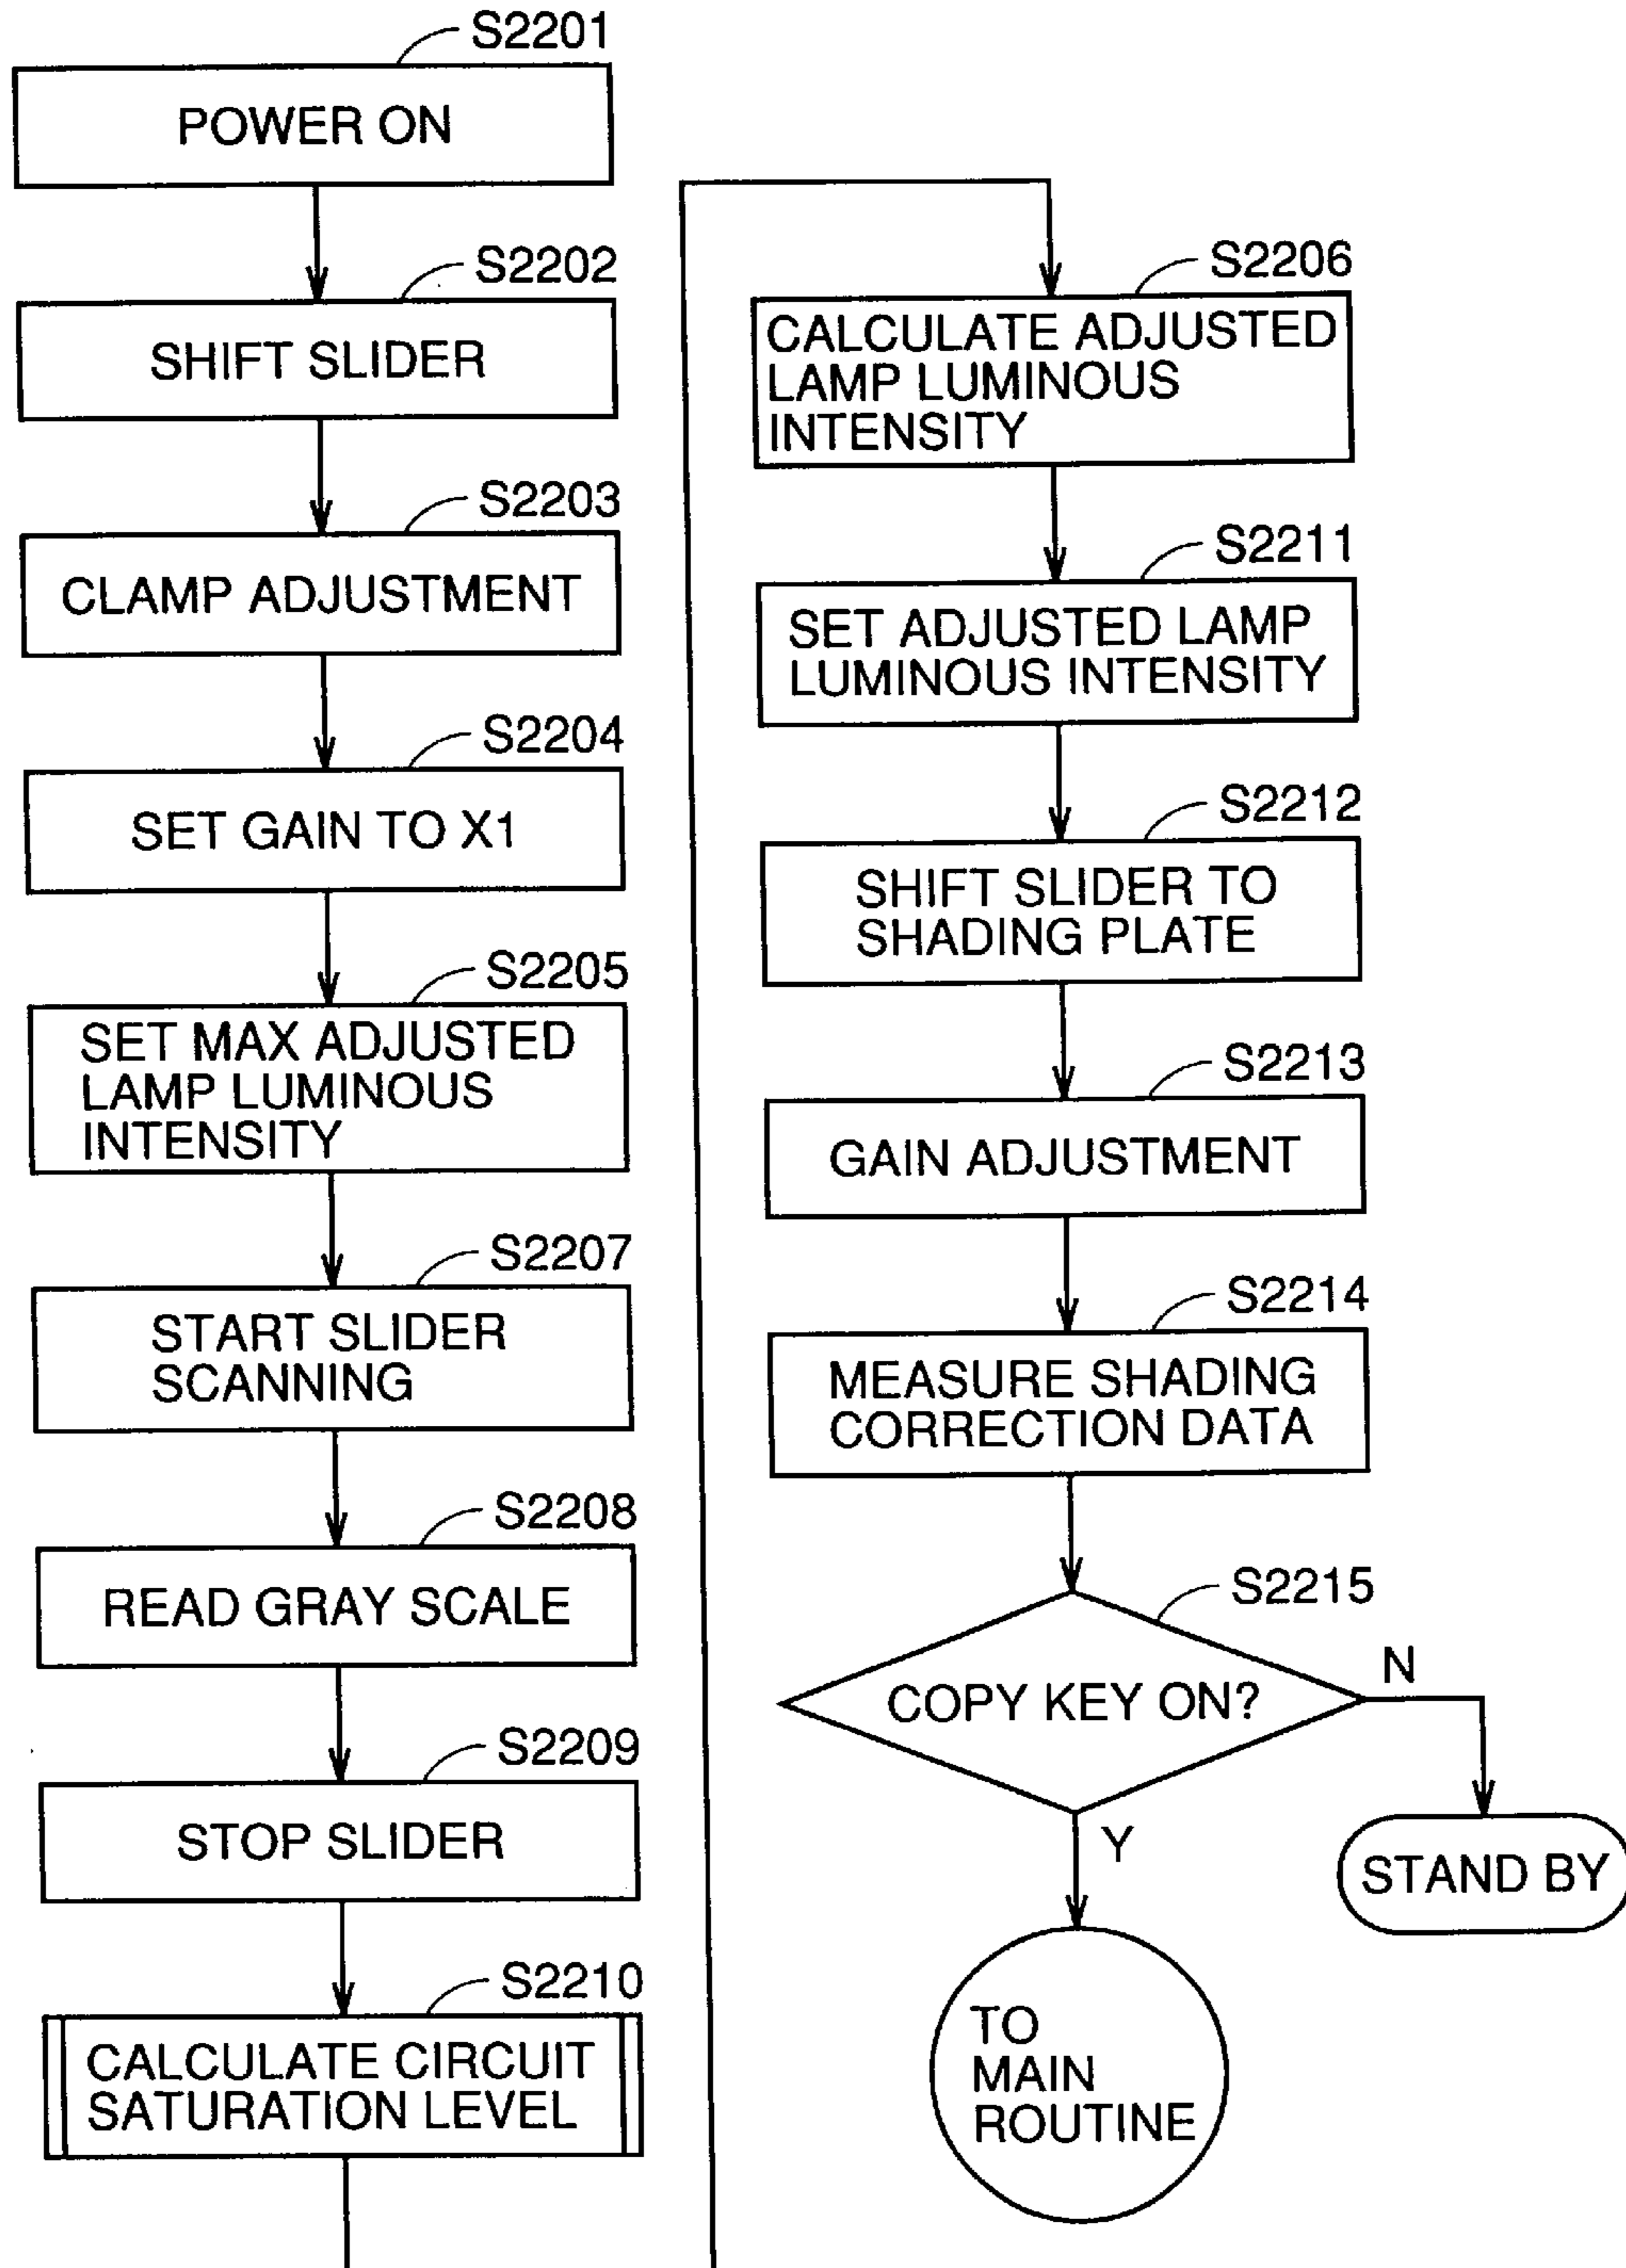 S2201
POWER ON
S2202
SHIFT SLIDER
S2203
CLAMP ADJUSTMENT
S2204
SET GAIN TO X1
S2205
SET MAX ADJUSTED
LAMP LUMINOUS
INTENSITY
S2207
START SLIDER
SCANNING
S2208
READ GRAY SCALE
S2209
STOP SLIDER
S2210
CALCULATE CIRCUIT
SATURATION LEVEL
S2206
CALCULATE ADJUSTED
LAMP LUMINOUS
INTENSITY
S2211
SET ADJUSTED LAMP
LUMINOUS INTENSITY
S2212
SHIFT SLIDER TO
SHADING PLATE
S2213
GAIN ADJUSTMENT
S2214
MEASURE SHADING
CORRECTION DATA
S2215
COPY KEY ON?
N
Y
STAND BY
TO
MAIN
ROUTINE